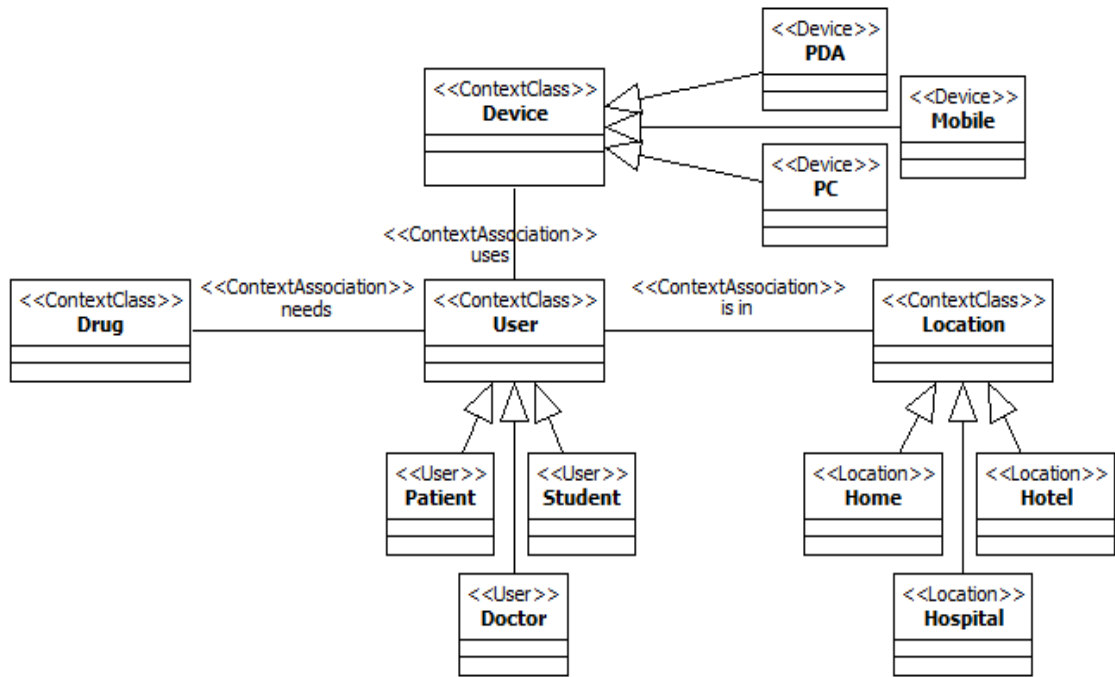 <<Device>>
PDA
<<ContextClass>>
Device
<<Device>>
Mobile
<<Device>>
PC
<<ContextAssociation>>
uses
<<ContextClass>>
Drug
<<ContextAssociation>>
needs
<<ContextClass>>
User
<<ContextAssociation>>
is in
<<ContextClass>>
Location
<<User>>
Patient
<<User>>
Student
<<Location>>
Home
<<Location>>
Hotel
<<User>>
Doctor
<<Location>>
Hospital